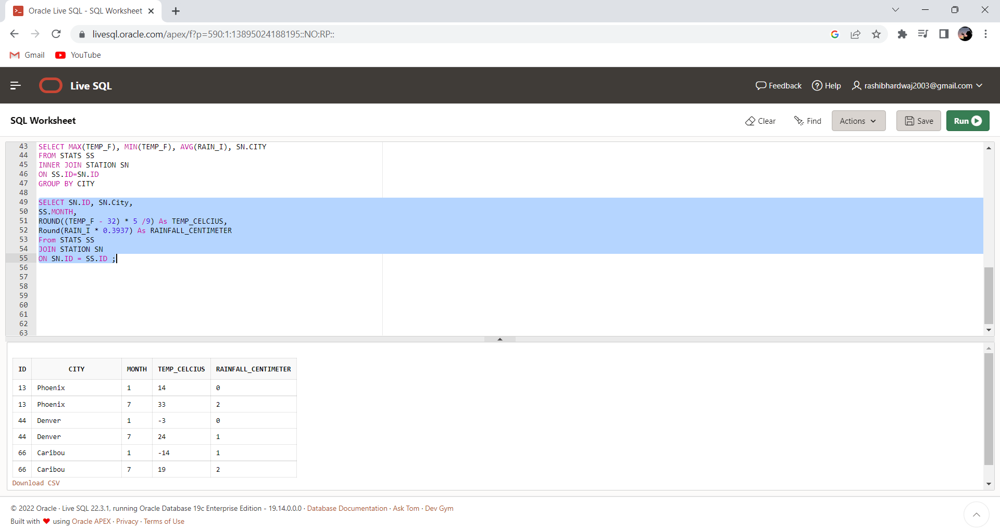 Oracle Live SQL - SQL Worksheet
livesql.oracle.com/apex/f?p=590:1:13895024188195::NO:RP::
Gmail YouTube
Live SQL
Feedback Help rashibhardwaj2003@gmail.com
SQL Worksheet
Clear Find Actions Save Run
43 SELECT MAX(TEMP_F), MIN(TEMP_F), AVG(RAIN_I), SN.CITY
44 FROM STATS SS
45 INNER JOIN STATION SN
46 ON SS.ID=SN.ID
47 GROUP BY CITY
48
49 SELECT SN.ID, SN.City,
50 SS.MONTH,
51 ROUND((TEMP_F - 32) * 5 /9) As TEMP_CELCIUS,
52 Round(RAIN_I * 0.3937) As RAINFALL_CENTIMETER
53 From STATS SS
54 JOIN STATION SN
55 ON SN.ID = SS.ID ;
56
57
58
59
60
61
62
63
ID CITY MONTH TEMP_CELCIUS RAINFALL_CENTIMETER
13 Phoenix 1 14 0
13 Phoenix 7 33 2
44 Denver 1 -3 0
44 Denver 7 24 1
66 Caribou 1 -14 1
66 Caribou 7 19 2
Download CSV
© 2022 Oracle · Live SQL 22.3.1, running Oracle Database 19c Enterprise Edition - 19.14.0.0.0 · Database Documentation · Ask Tom · Dev Gym
Built with ❤ using Oracle APEX · Privacy · Terms of Use